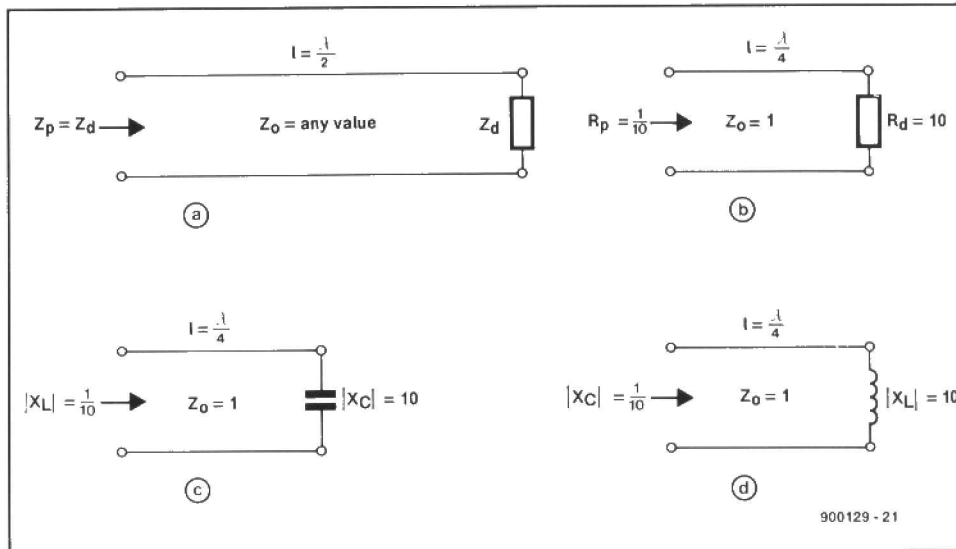 l = λ/2
Zp = Zd
Zo = any value
Zd
a
l = λ/4
Rp = 1/10
Zo = 1
Rd = 10
b
l = λ/4
|XL| = 1/10
Zo = 1
|XC| = 10
c
l = λ/4
|XC| = 1/10
Zo = 1
|XL| = 10
d
900129 - 21